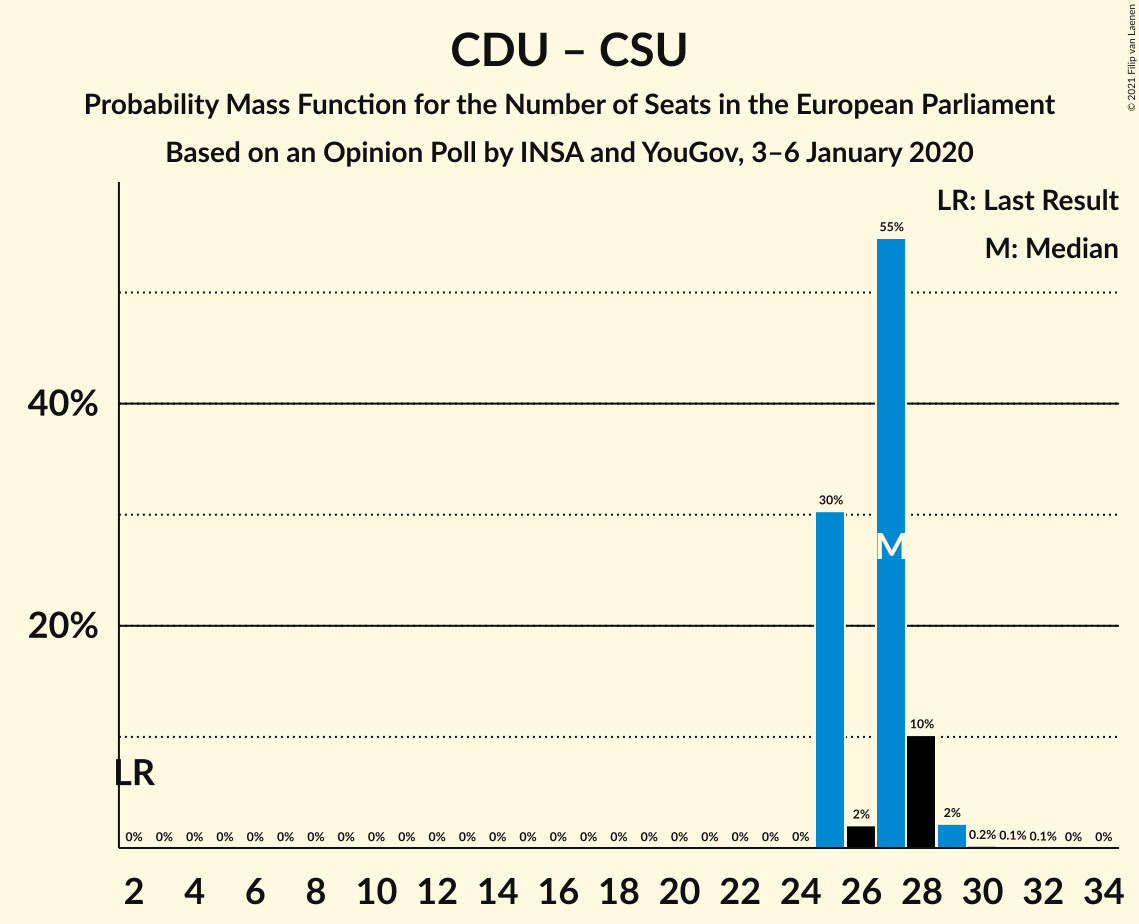 CDU – CSU
Probability Mass Function for the Number of Seats in the European Parliament
Based on an Opinion Poll by INSA and YouGov, 3–6 January 2020
© 2021 Filip van Laenen
LR: Last Result
M: Median
55%
40%
30%
M
20%
10%
LR
0% 0% 0% 0% 0% 0% 0% 0% 0% 0% 0% 0% 0% 0% 0% 0% 0% 0% 0% 0% 0% 0% 0% 2% 2% 0.2% 0.1% 0.1% 0% 0%
2 4 6 8 10 12 14 16 18 20 22 24 26 28 30 32 34